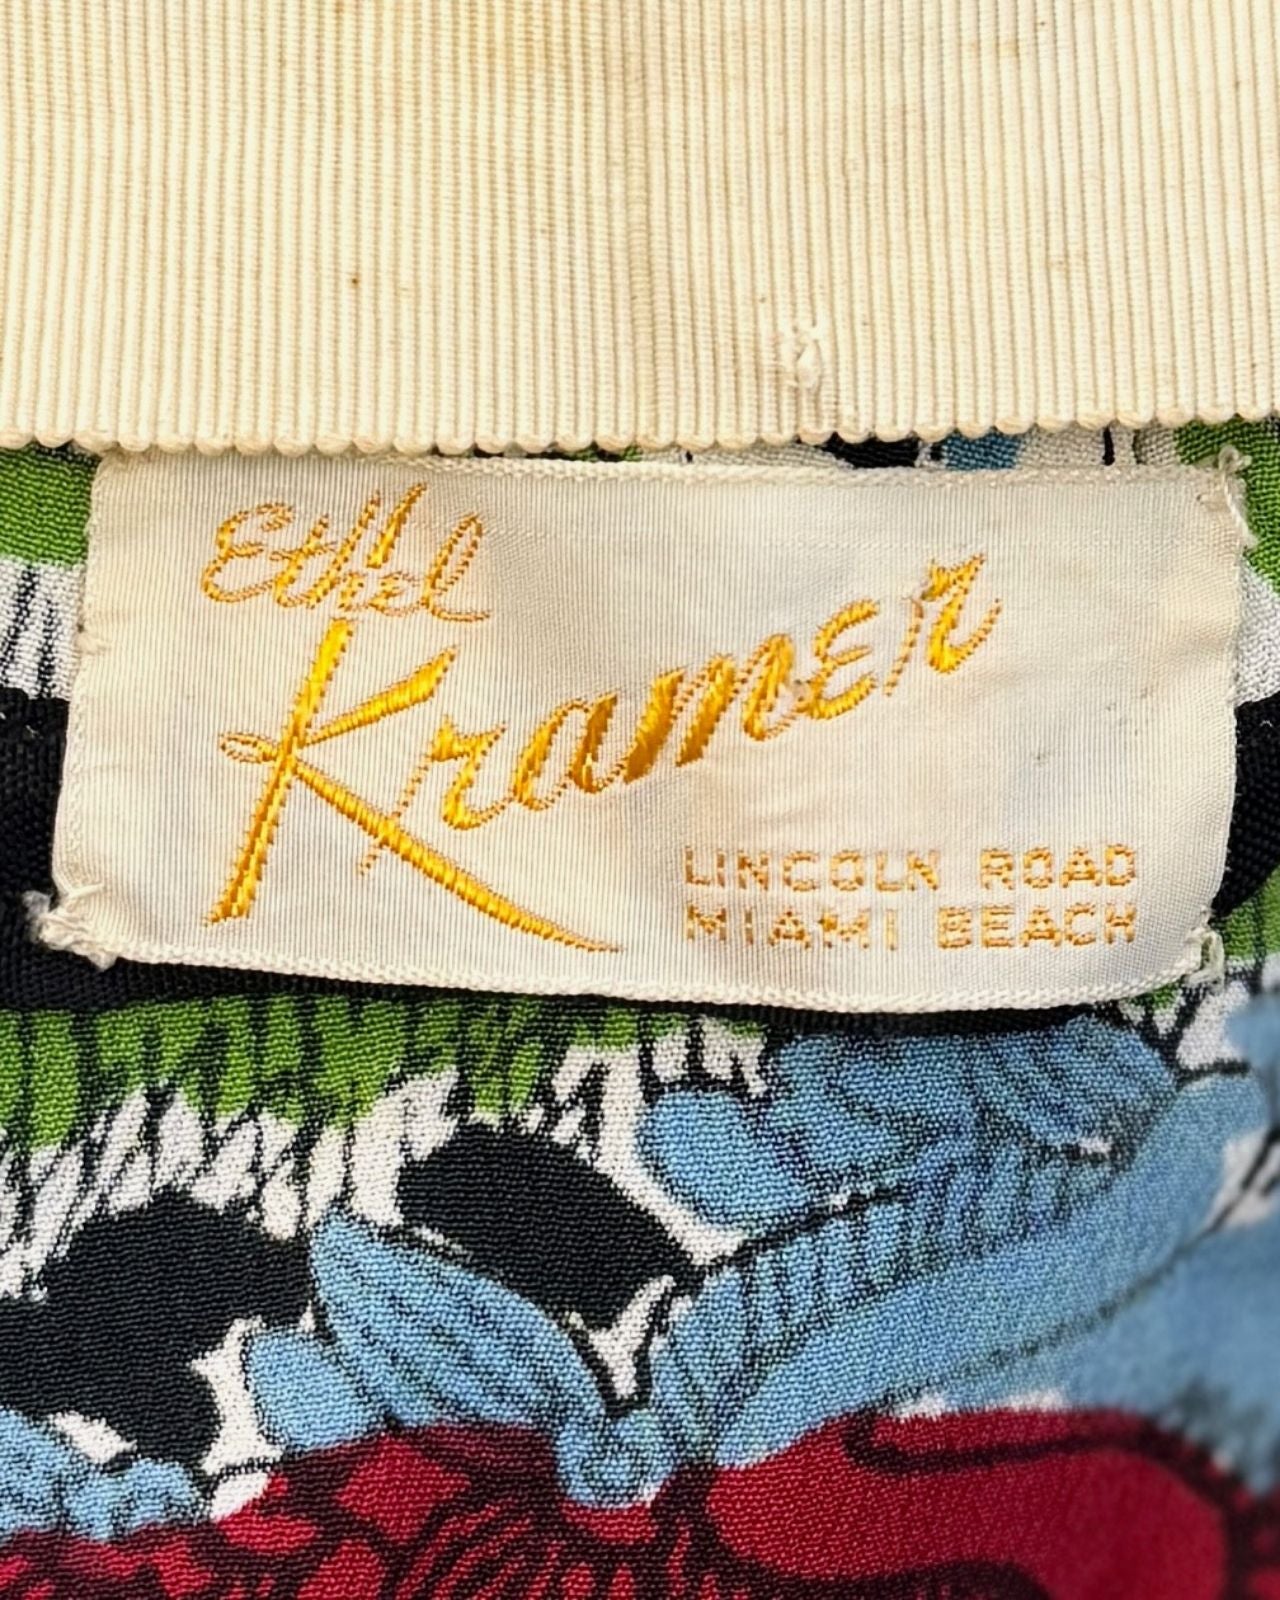 Ethel
Kramer
LINCOLN ROAD
MIAMI BEACH